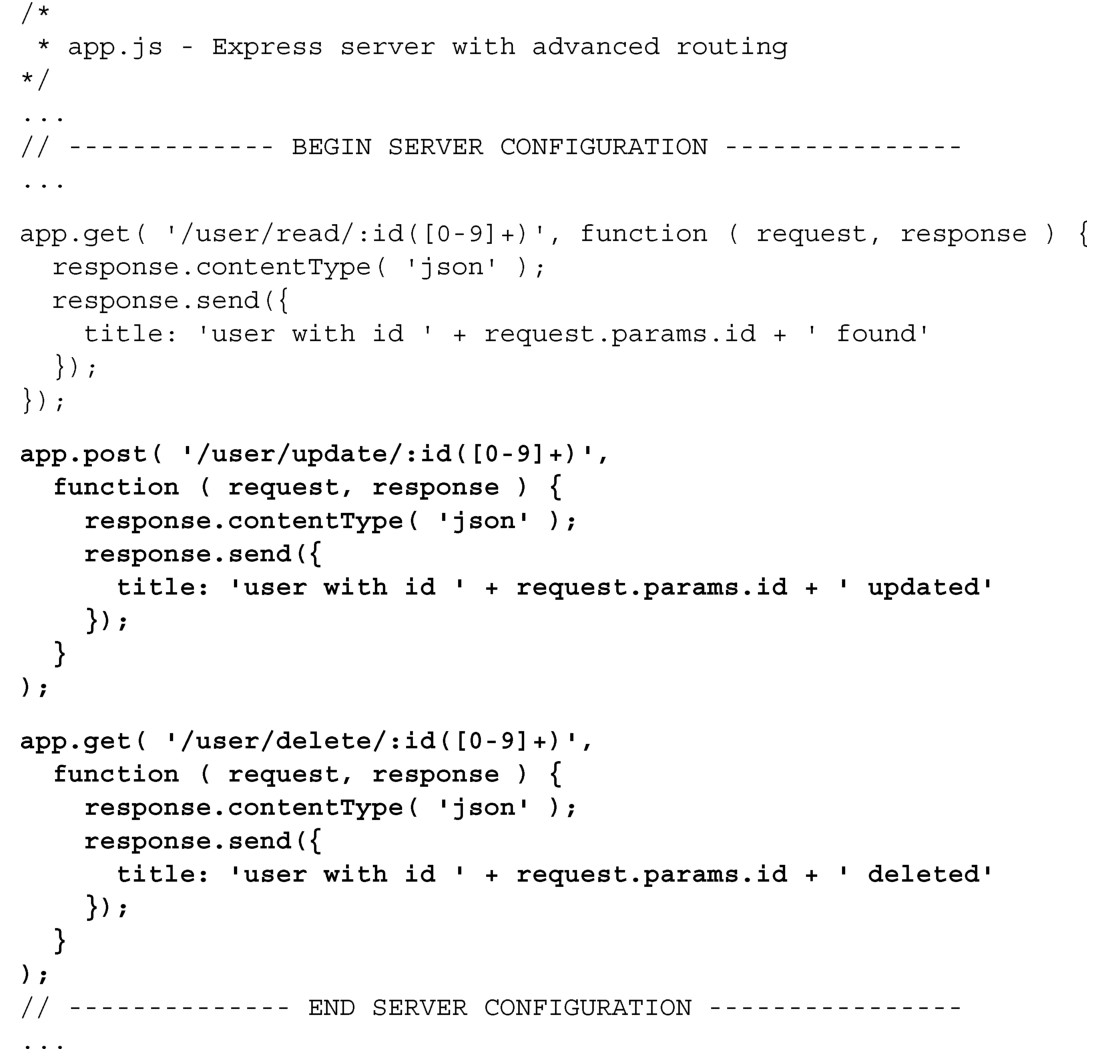 /*
 * app.js - Express server with advanced routing
*/
...
// ------------- BEGIN SERVER CONFIGURATION ---------------
...
app.get( '/user/read/:id([0-9]+)', function ( request, response ) {
  response.contentType( 'json' );
  response.send({
    title: 'user with id ' + request.params.id + ' found'
  });
});
app.post( '/user/update/:id([0-9]+)',
  function ( request, response ) {
    response.contentType( 'json' );
    response.send({
      title: 'user with id ' + request.params.id + ' updated'
    });
  }
);
app.get( '/user/delete/:id([0-9]+)',
  function ( request, response ) {
    response.contentType( 'json' );
    response.send({
      title: 'user with id ' + request.params.id + ' deleted'
    });
  }
);
// -------------- END SERVER CONFIGURATION ----------------
...